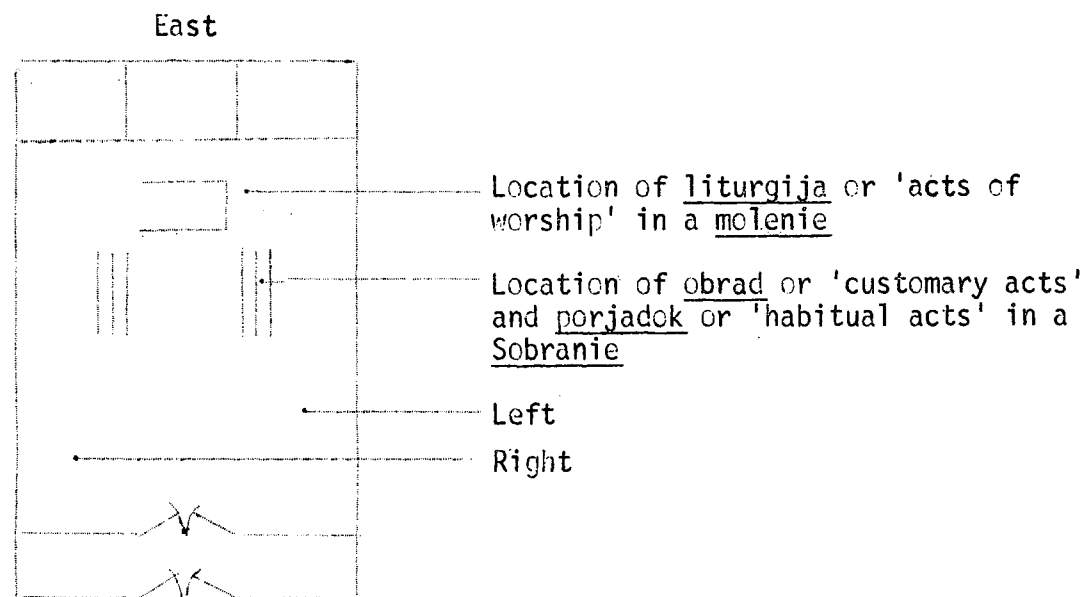 East
Location of liturgija or 'acts of
worship' in a molenie
Location of obrad or 'customary acts'
and porjadok or 'habitual acts' in a
Sobranie
Left
Right